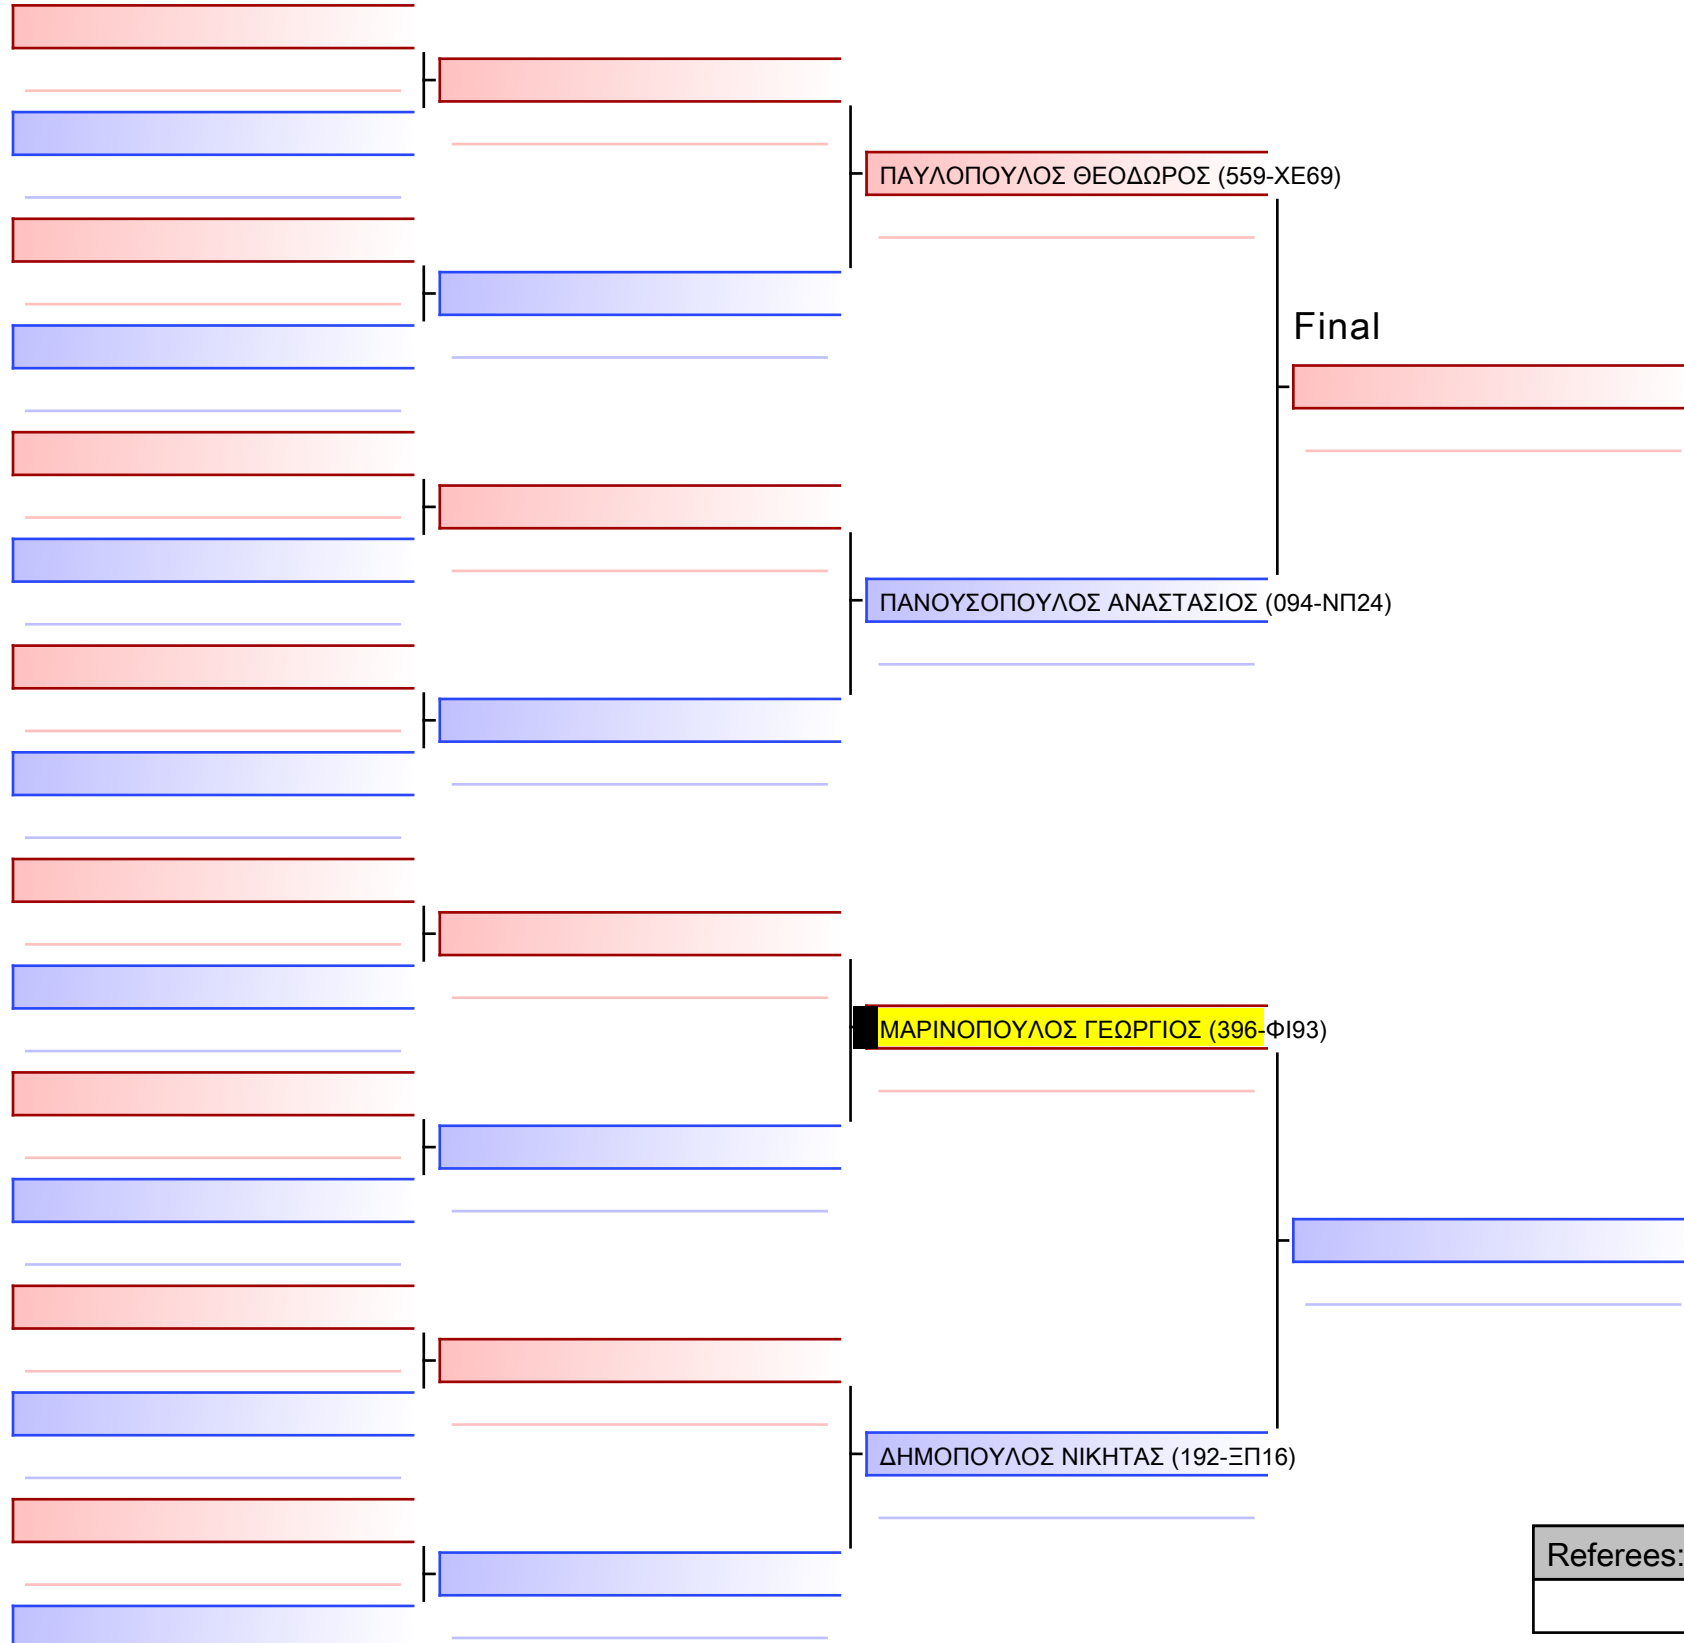 ΠΑΥΛΟΠΟΥΛΟΣ ΘΕΟΔΩΡΟΣ (559-ΧΕ69)
Final
ΠΑΝΟΥΣΟΠΟΥΛΟΣ ΑΝΑΣΤΑΣΙΟΣ (094-ΝΠ24)
ΜΑΡΙΝΟΠΟΥΛΟΣ ΓΕΩΡΓΙΟΣ (396-ΦΙ93)
ΔΗΜΟΠΟΥΛΟΣ ΝΙΚΗΤΑΣ (192-ΞΠ16)
Referees: